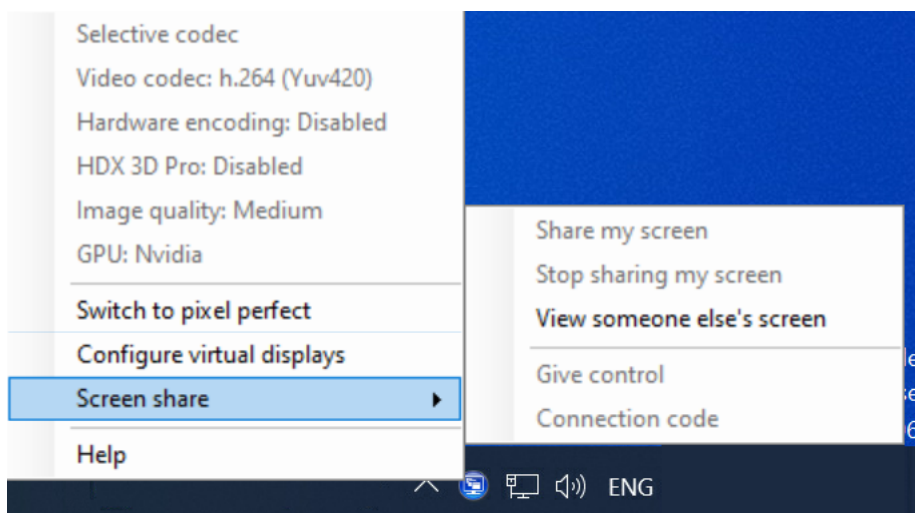 Selective codec
Video codec: h.264 (Yuv420)
Hardware encoding: Disabled
HDX 3D Pro: Disabled
Image quality: Medium
GPU: Nvidia
Switch to pixel perfect
Configure virtual displays
Screen share
Help
Share my screen
Stop sharing my screen
View someone else's screen
Give control
Connection code
ENG